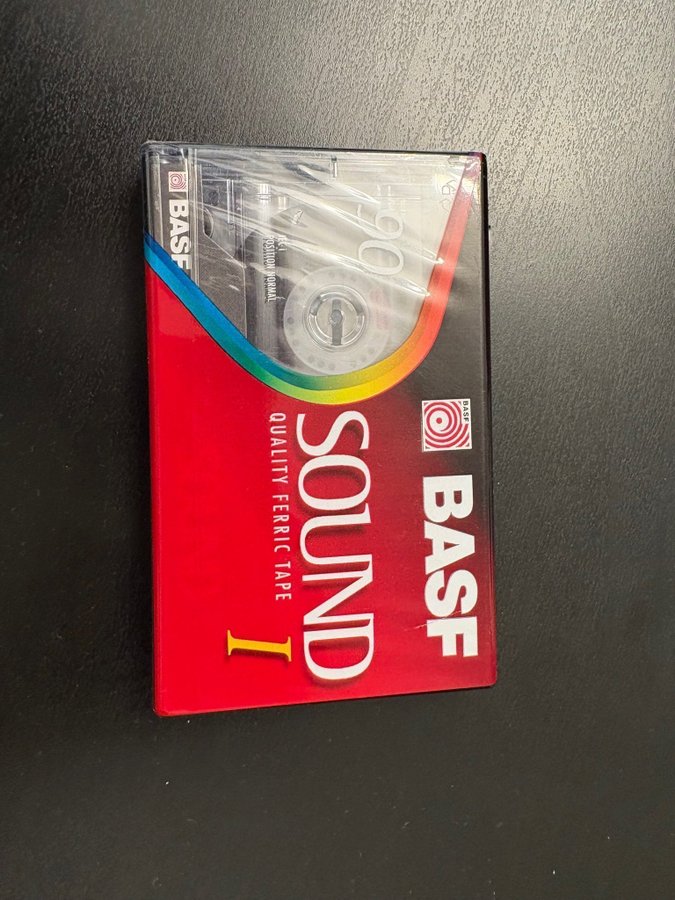 BASF
BASF
SOUND
QUALITY FERRIC TAPE
I
90
POSITION NORMAL
BASF